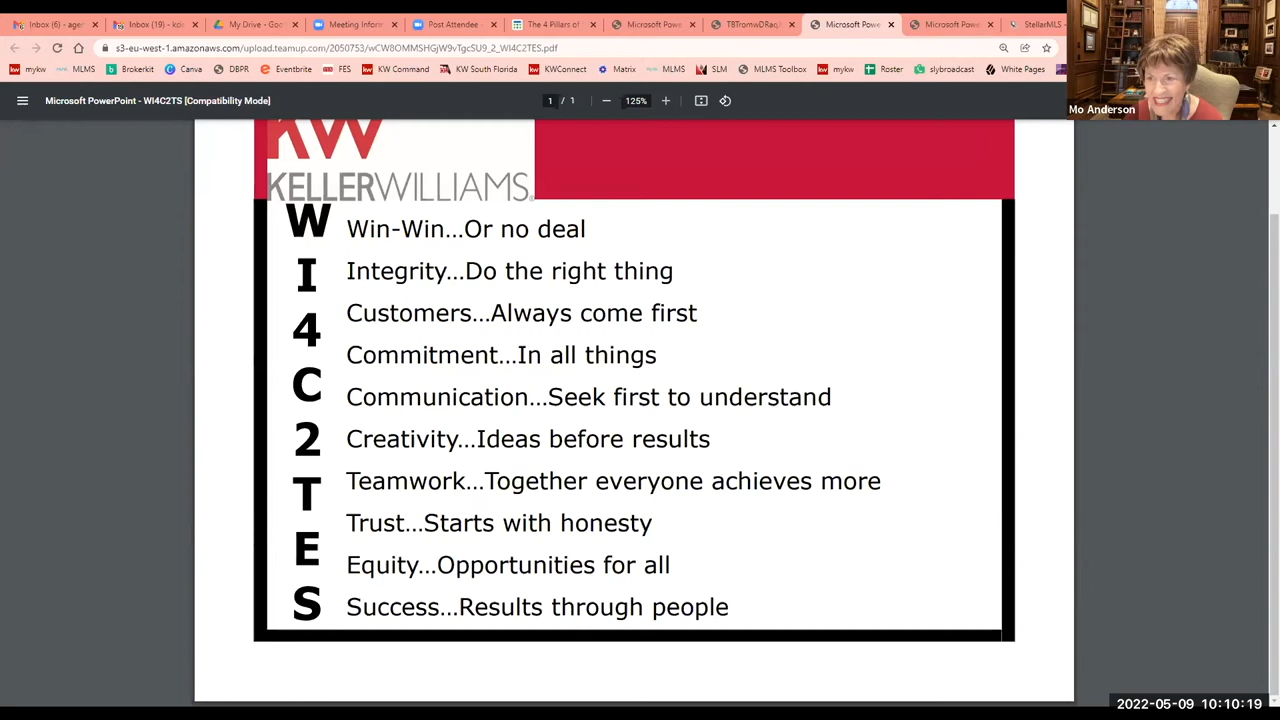 Inbox (6) - agen
Inbox (19) - kde
My Drive - Goo
Meeting Inform
Post Attendee
The 4 Pillars of
Microsoft Powe
TBTromwDRaq
Microsoft Powe
Microsoft Powe
StellarMLS
s3-eu-west-1.amazonaws.com/upload.teamup.com/2050753/wCW8OMMSHGjW9vTgcSU9_2_WI4C2TES.pdf
mykw
MLMS
Brokerkit
Canva
DBPR
Eventbrite
FES
KW Command
KW South Florida
KWConnect
Matrix
MLMS
SLM
MLMS Toolbox
mykw
Roster
slybroadcast
White Pages
Microsoft PowerPoint - WI4C2TS [Compatibility Mode]
1 / 1
125%
Mo Anderson
KW
KELLERWILLIAMS®
W Win-Win...Or no deal
I Integrity...Do the right thing
Customers...Always come first
4 Commitment...In all things
C Communication...Seek first to understand
2 Creativity...Ideas before results
T Teamwork...Together everyone achieves more
Trust...Starts with honesty
E Equity...Opportunities for all
S Success...Results through people
2022-05-09 10:10:19